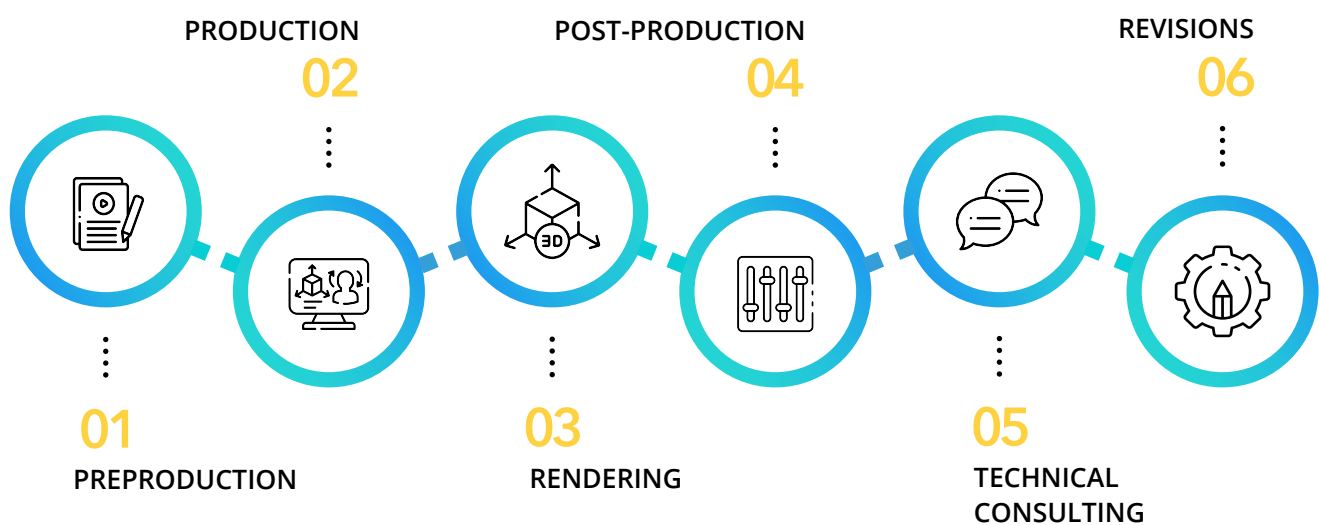 01
PREPRODUCTION
PRODUCTION
02
3D
03
RENDERING
POST-PRODUCTION
04
05
TECHNICAL
CONSULTING
REVISIONS
06